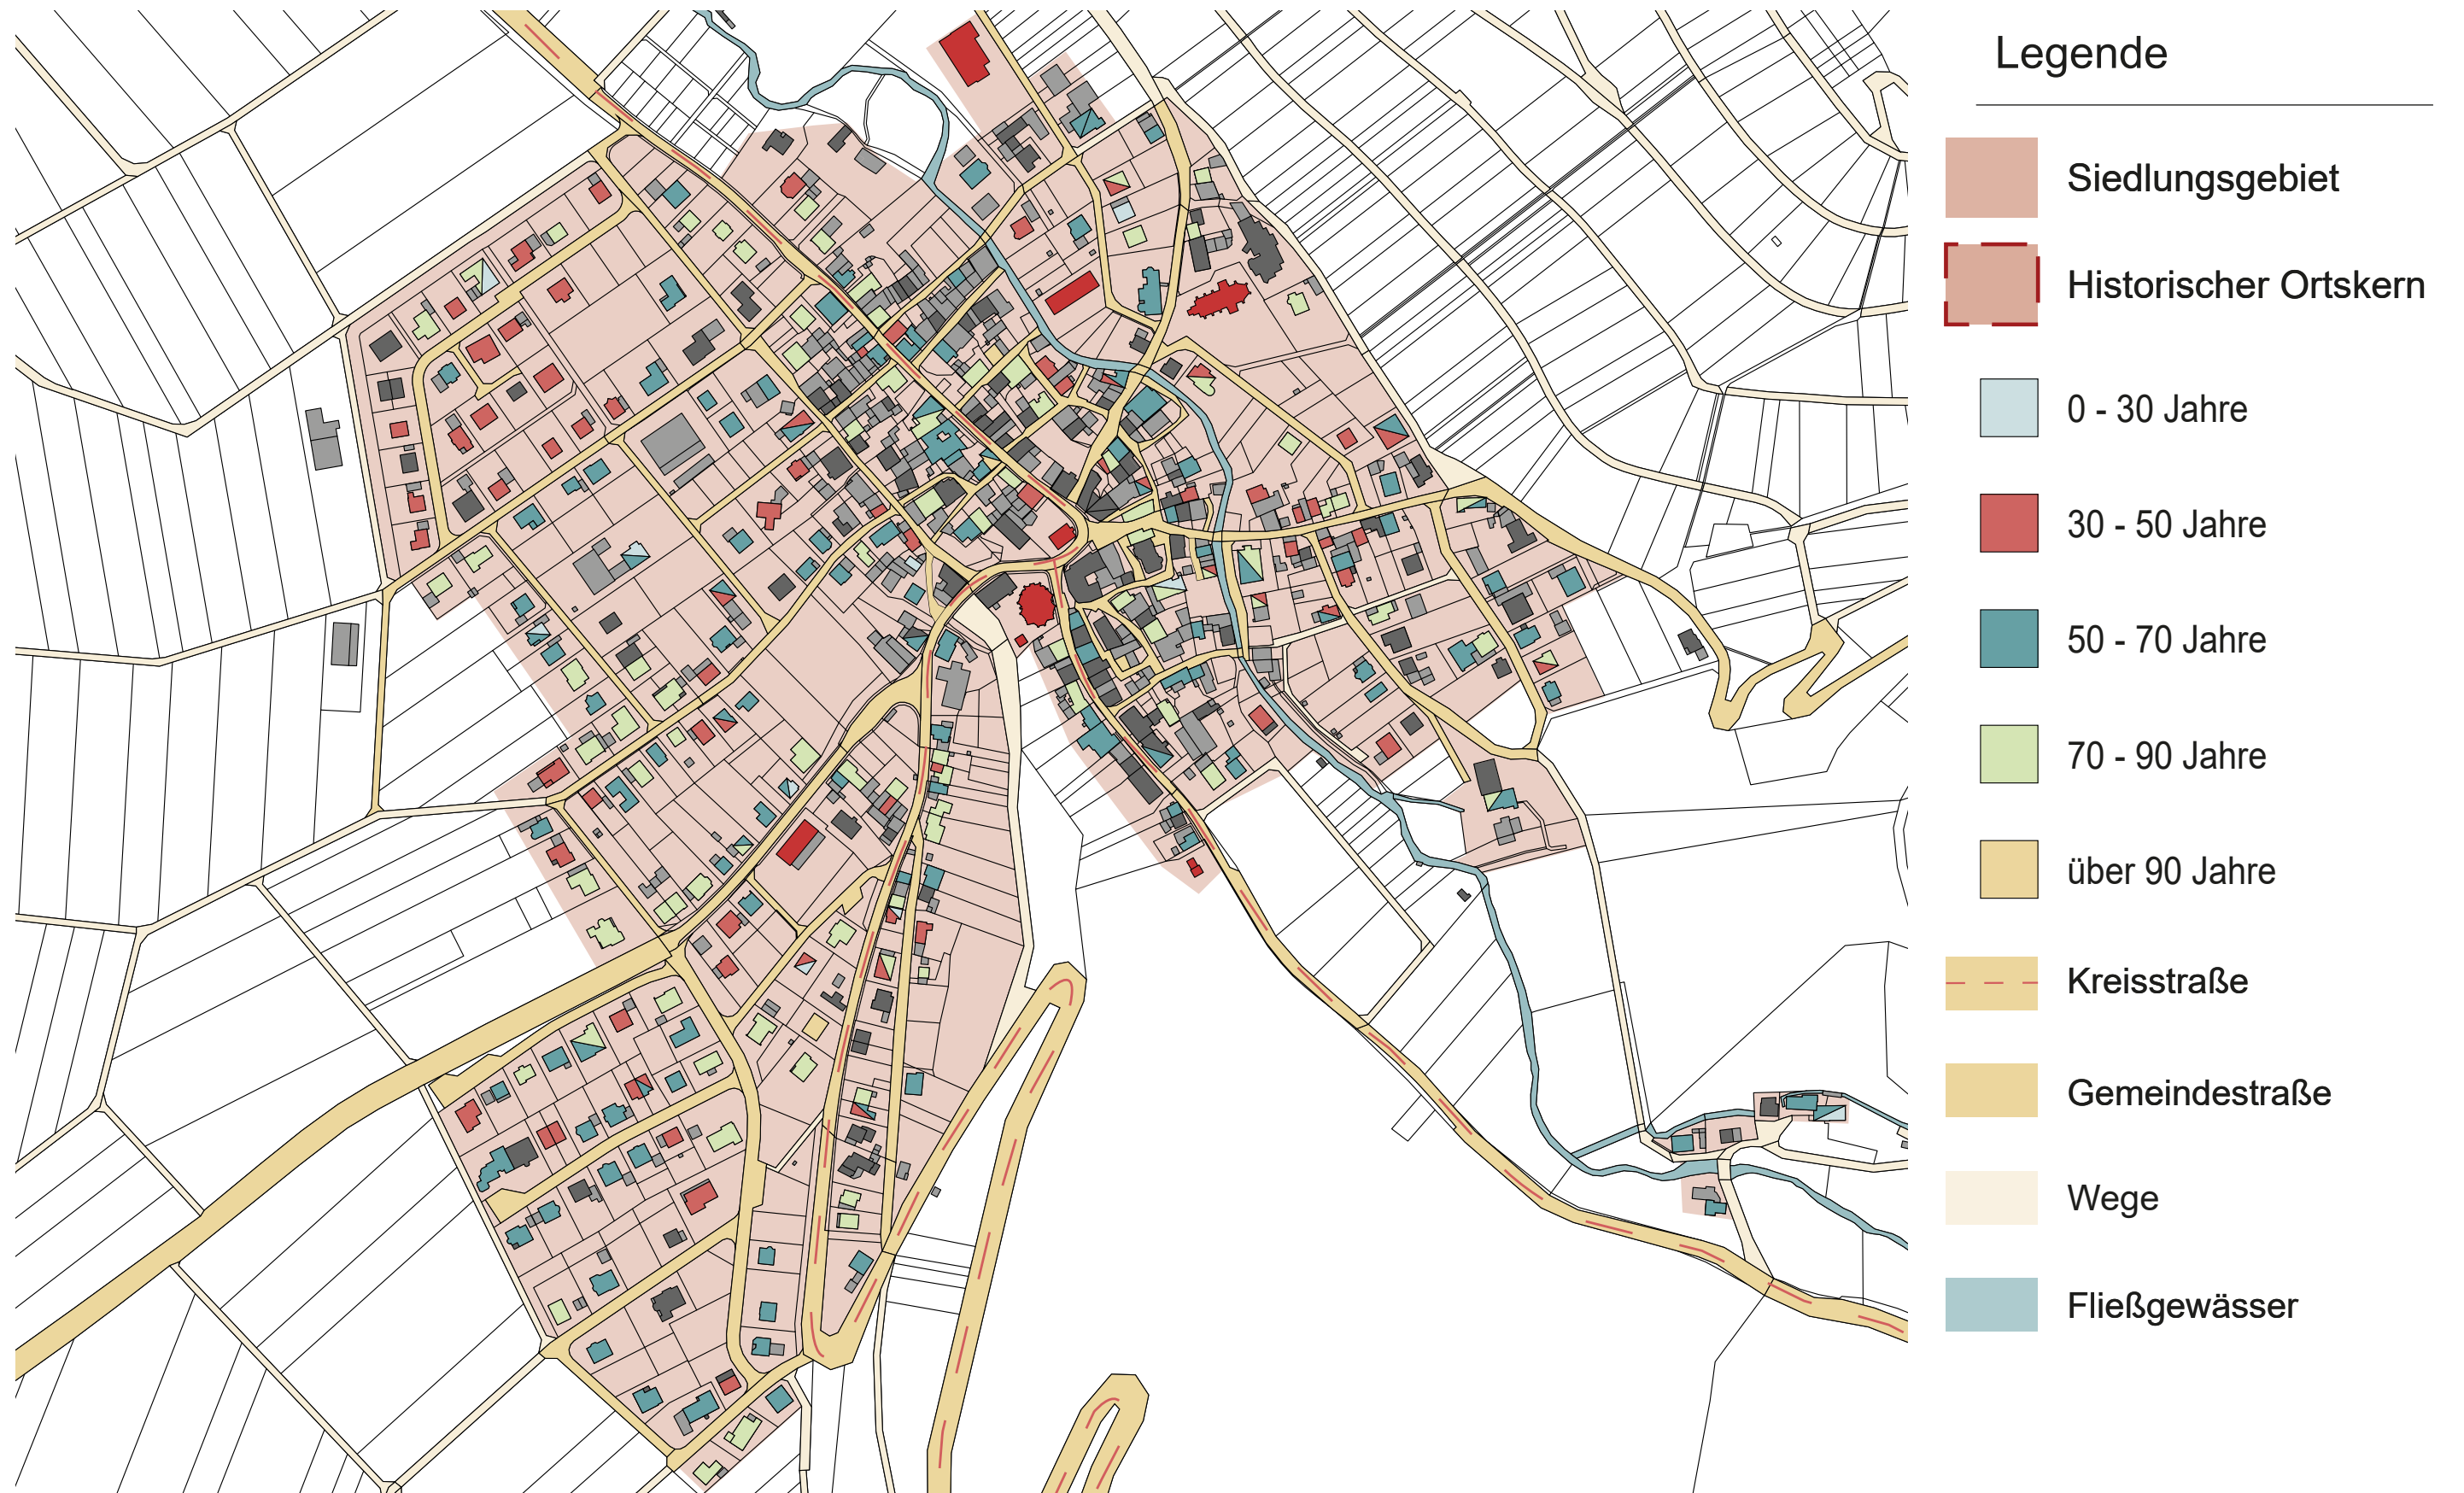 Legende
Siedlungsgebiet
Historischer Ortskern
0 - 30 Jahre
30 - 50 Jahre
50 - 70 Jahre
70 - 90 Jahre
über 90 Jahre
Kreisstraße
Gemeindestraße
Wege
Fließgewässer